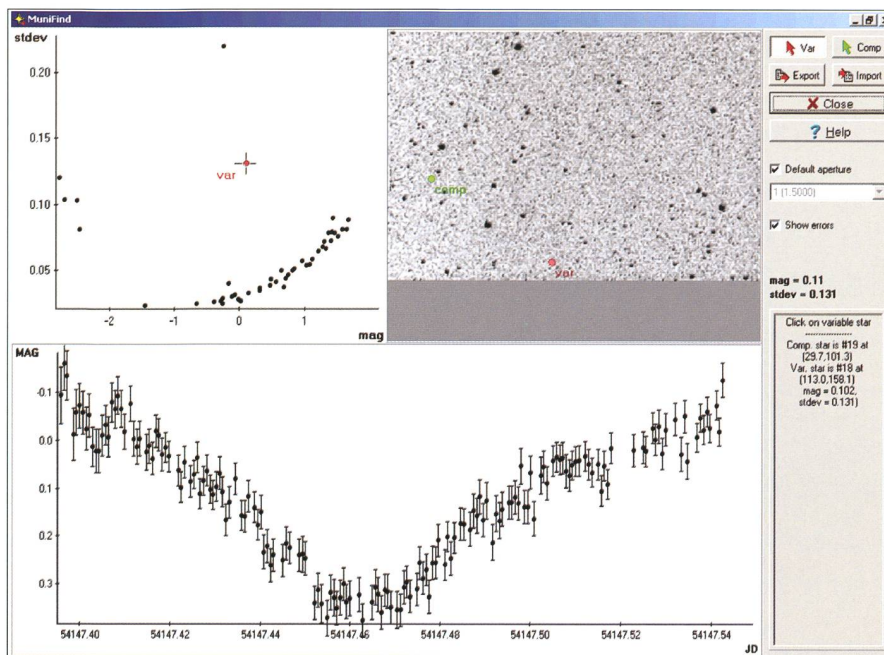 MuniFind
stdev
0.20
0.15
0.10
0.05
var
-2
-1
0
1
mag
comp
var
Var
Comp
Export
Import
Close
Help
Default aperture
1 (1.5000)
Show errors
mag = 0.11
stdev = 0.131
Click on variable star
------------------
Comp. star is #19 at
(29.7,101.3)
Var. star is #18 at
(113.0,158.1)
mag = 0.102,
stdev = 0.131)
MAG
-0.1
0.0
0.1
0.2
0.3
54147.40
54147.42
54147.44
54147.46
54147.48
54147.50
54147.52
54147.54
JD